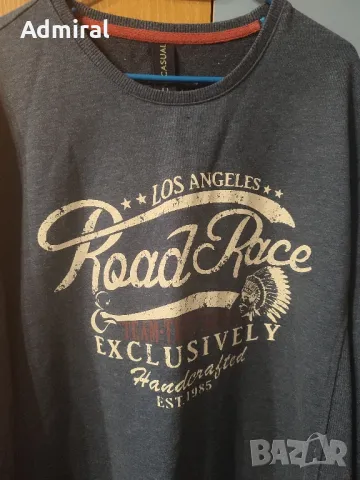 Admiral
CASUAL
★★ LOS ANGELES ★★
Road Race
&
EXCLUSIVELY
Handcrafted
EST. 1985
BAZAR